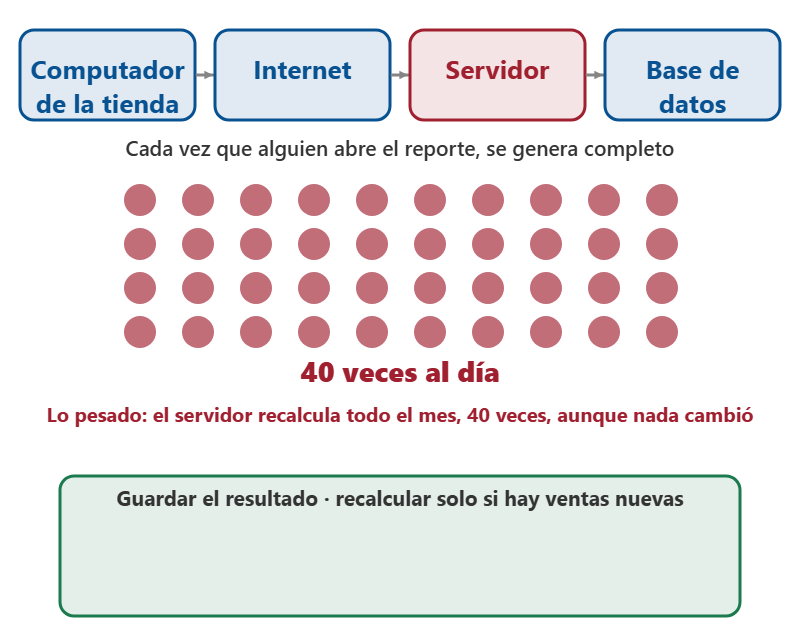 Computador
de la tienda
Internet
Servidor
Base de
datos
Cada vez que alguien abre el reporte, se genera completo
40 veces al día
Lo pesado: el servidor recalcula todo el mes, 40 veces, aunque nada cambió
Guardar el resultado · recalcular solo si hay ventas nuevas